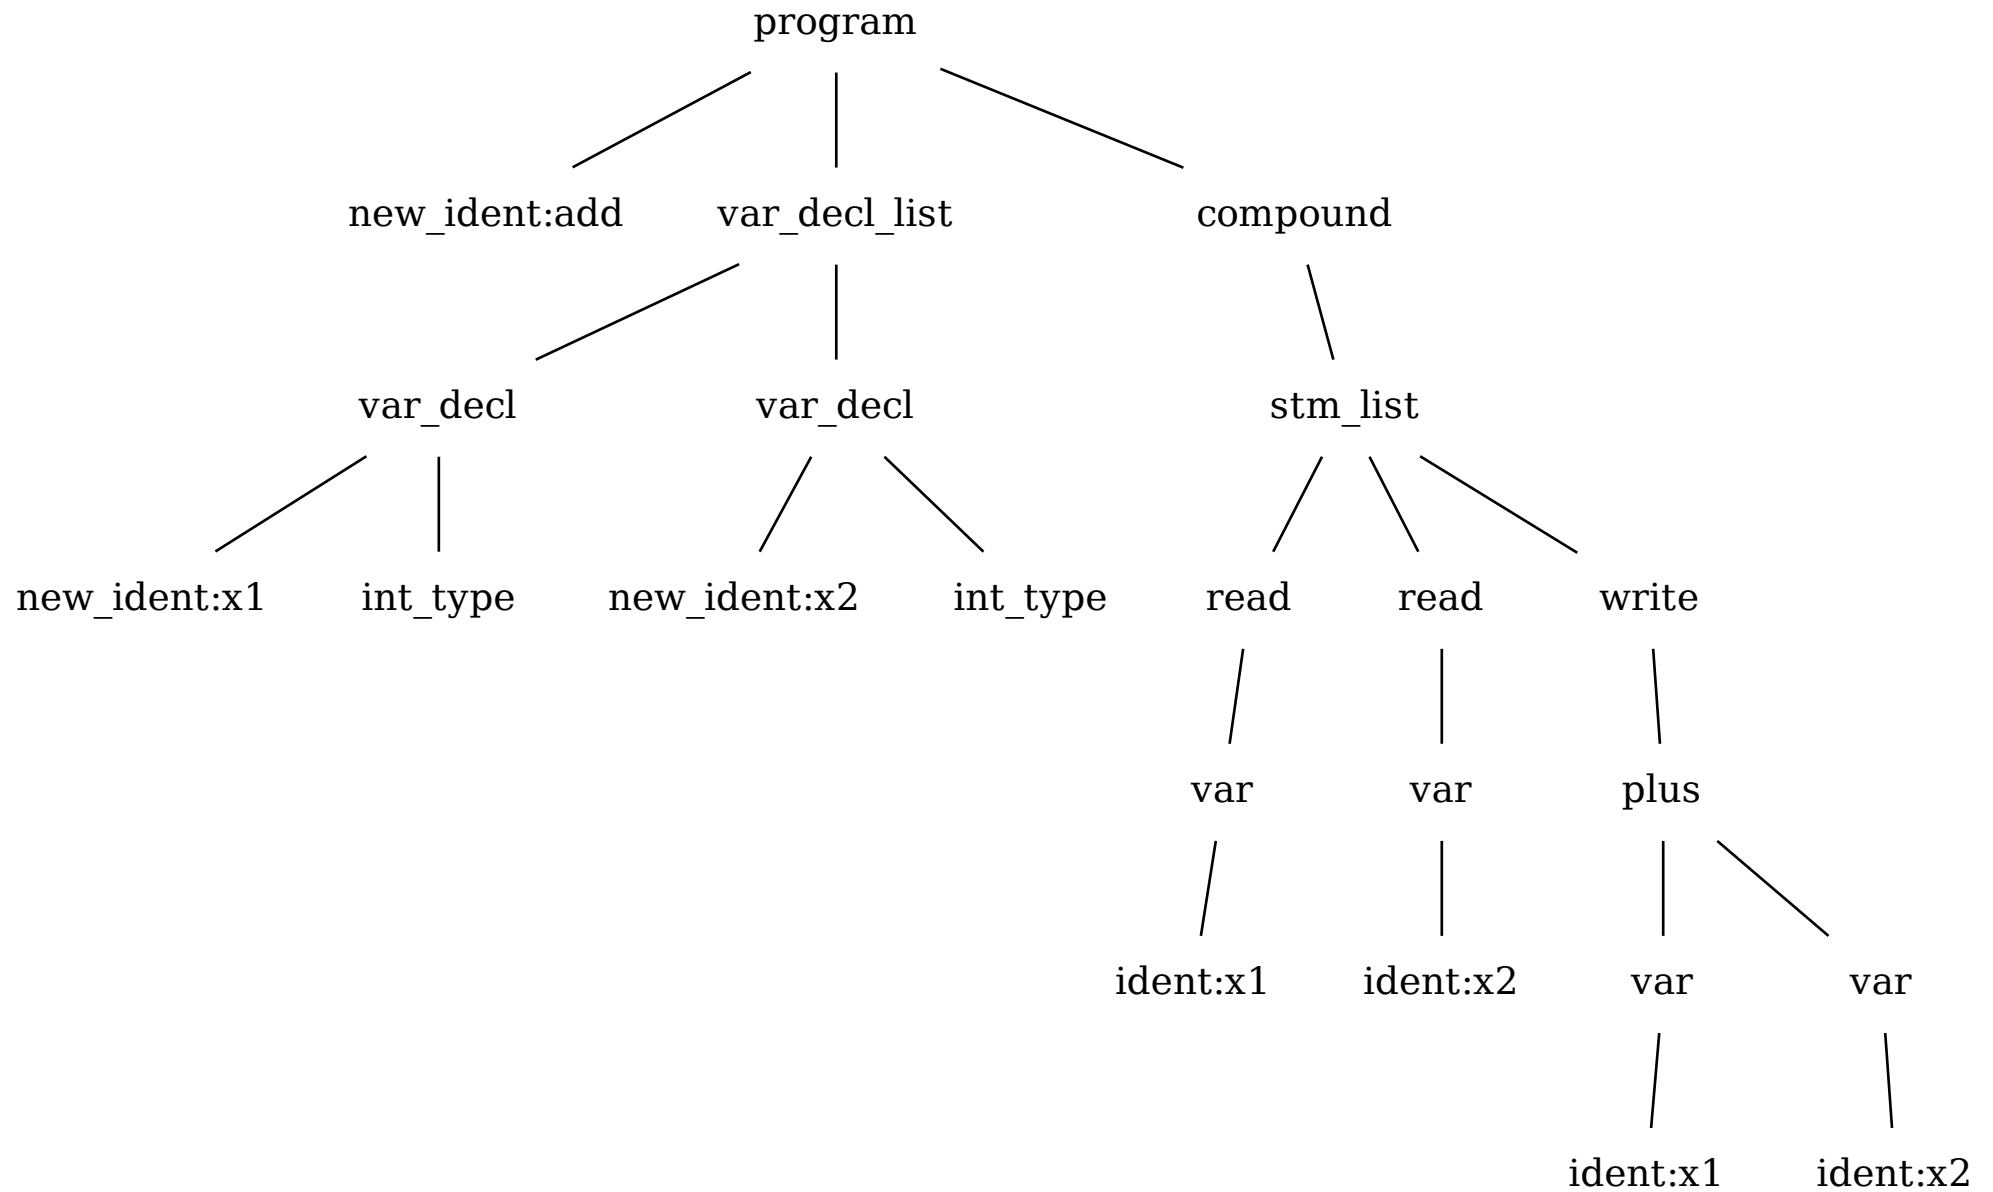 program
new_ident:add var_decl_list compound
var_decl var_decl stm_list
new_ident:x1 int_type new_ident:x2 int_type read read write
var var plus
ident:x1 ident:x2 var var
ident:x1 ident:x2